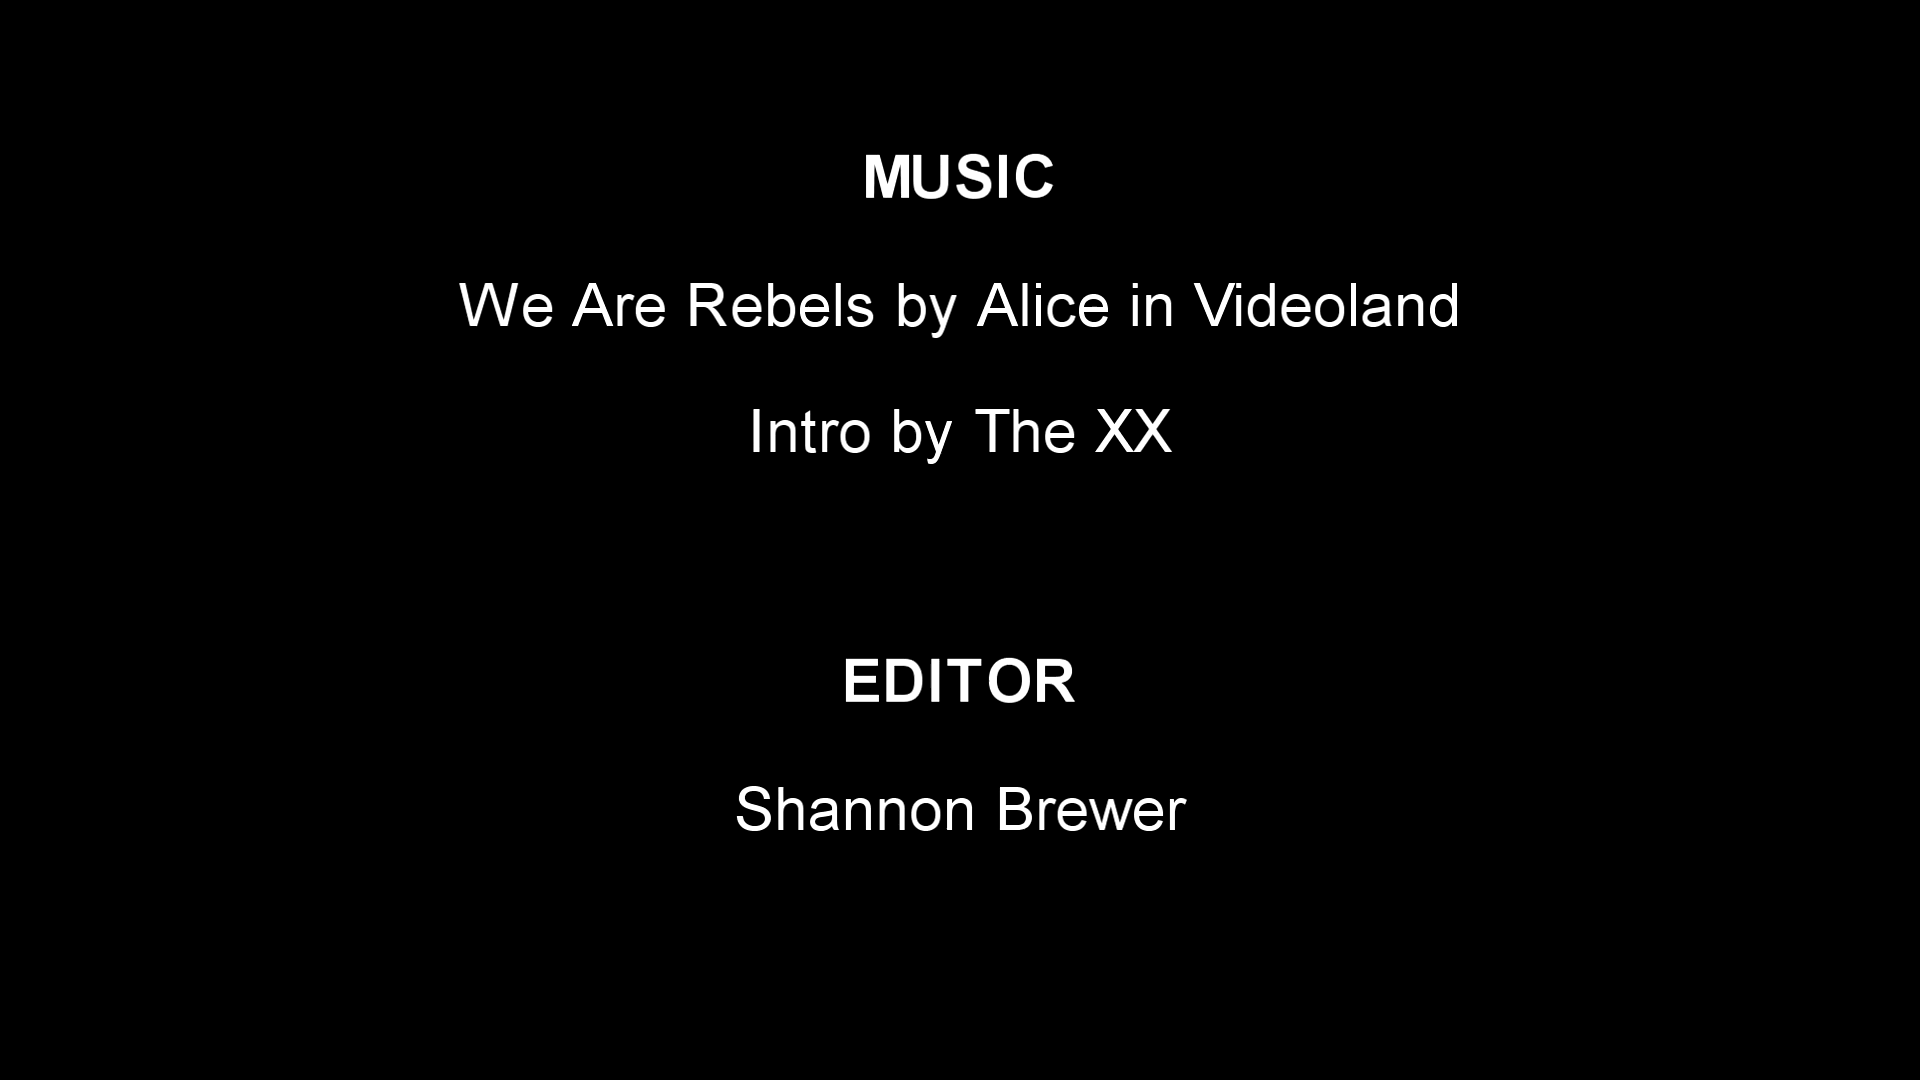 MUSIC
We Are Rebels by Alice in Videoland
Intro by The XX
EDITOR
Shannon Brewer